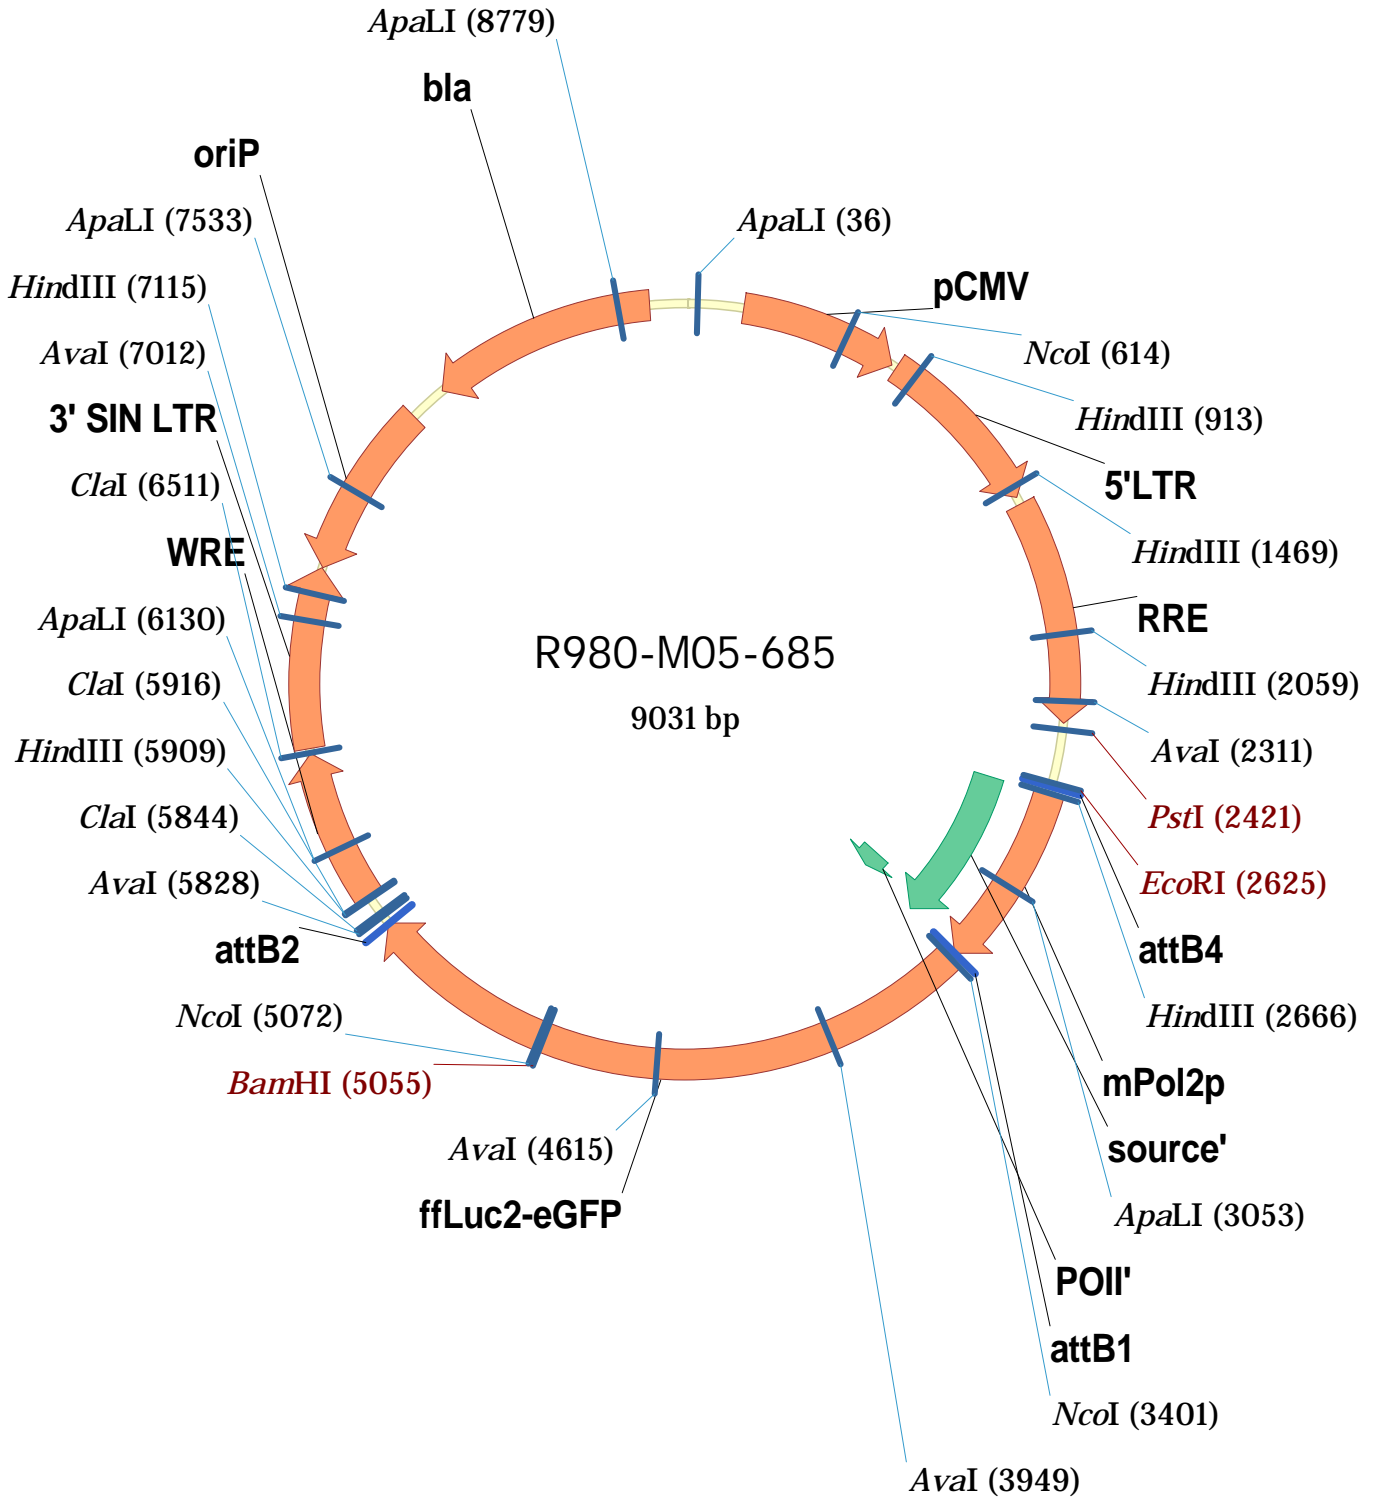 ApaLI (8779)
bla
oriP
ApaLI (7533)
ApaLI (36)
HindIII (7115)
pCMV
AvaI (7012)
NcoI (614)
3' SIN LTR
HindIII (913)
ClaI (6511)
5'LTR
WRE
HindIII (1469)
ApaLI (6130)
RRE
R980-M05-685
ClaI (5916)
HindIII (2059)
9031 bp
HindIII (5909)
AvaI (2311)
ClaI (5844)
PstI (2421)
AvaI (5828)
EcoRI (2625)
attB2
attB4
NcoI (5072)
HindIII (2666)
BamHI (5055)
mPol2p
AvaI (4615)
source'
ffLuc2-eGFP
ApaLI (3053)
POII'
attB1
NcoI (3401)
AvaI (3949)